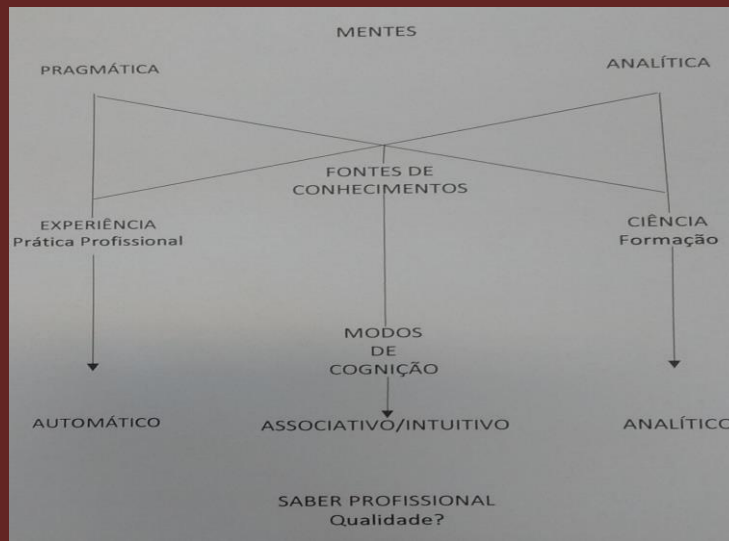 MENTES
PRAGMÁTICA
ANALÍTICA
FONTES DE
CONHECIMENTOS
EXPERIÊNCIA
Prática Profissional
CIÊNCIA
Formação
MODOS
DE
COGNIÇÃO
AUTOMÁTICO
ASSOCIATIVO/INTUITIVO
ANALÍTICO
SABER PROFISSIONAL
Qualidade?